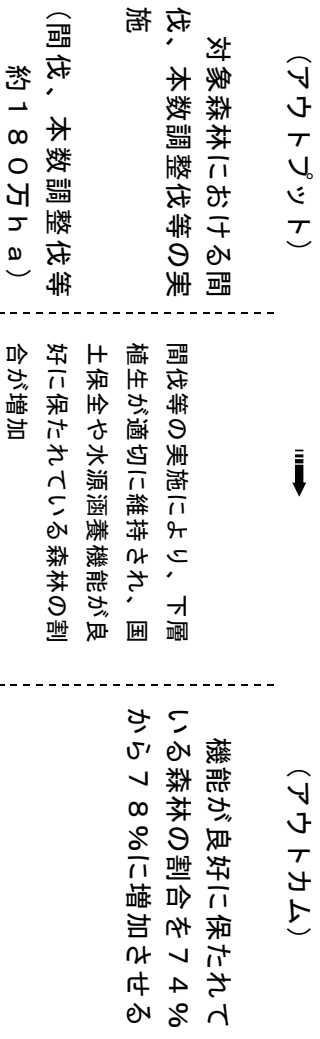 （アウトプット）
対象森林における間
伐、本数調整伐等の実
施
（間伐、本数調整伐等
約１８０万ｈａ）
間伐等の実施により、下層
植生が適切に維持され、国
土保全や水源涵養機能が良
好に保たれている森林の割
合が増加
（アウトカム）
機能が良好に保たれて
いる森林の割合を７４％
から７８％に増加させる